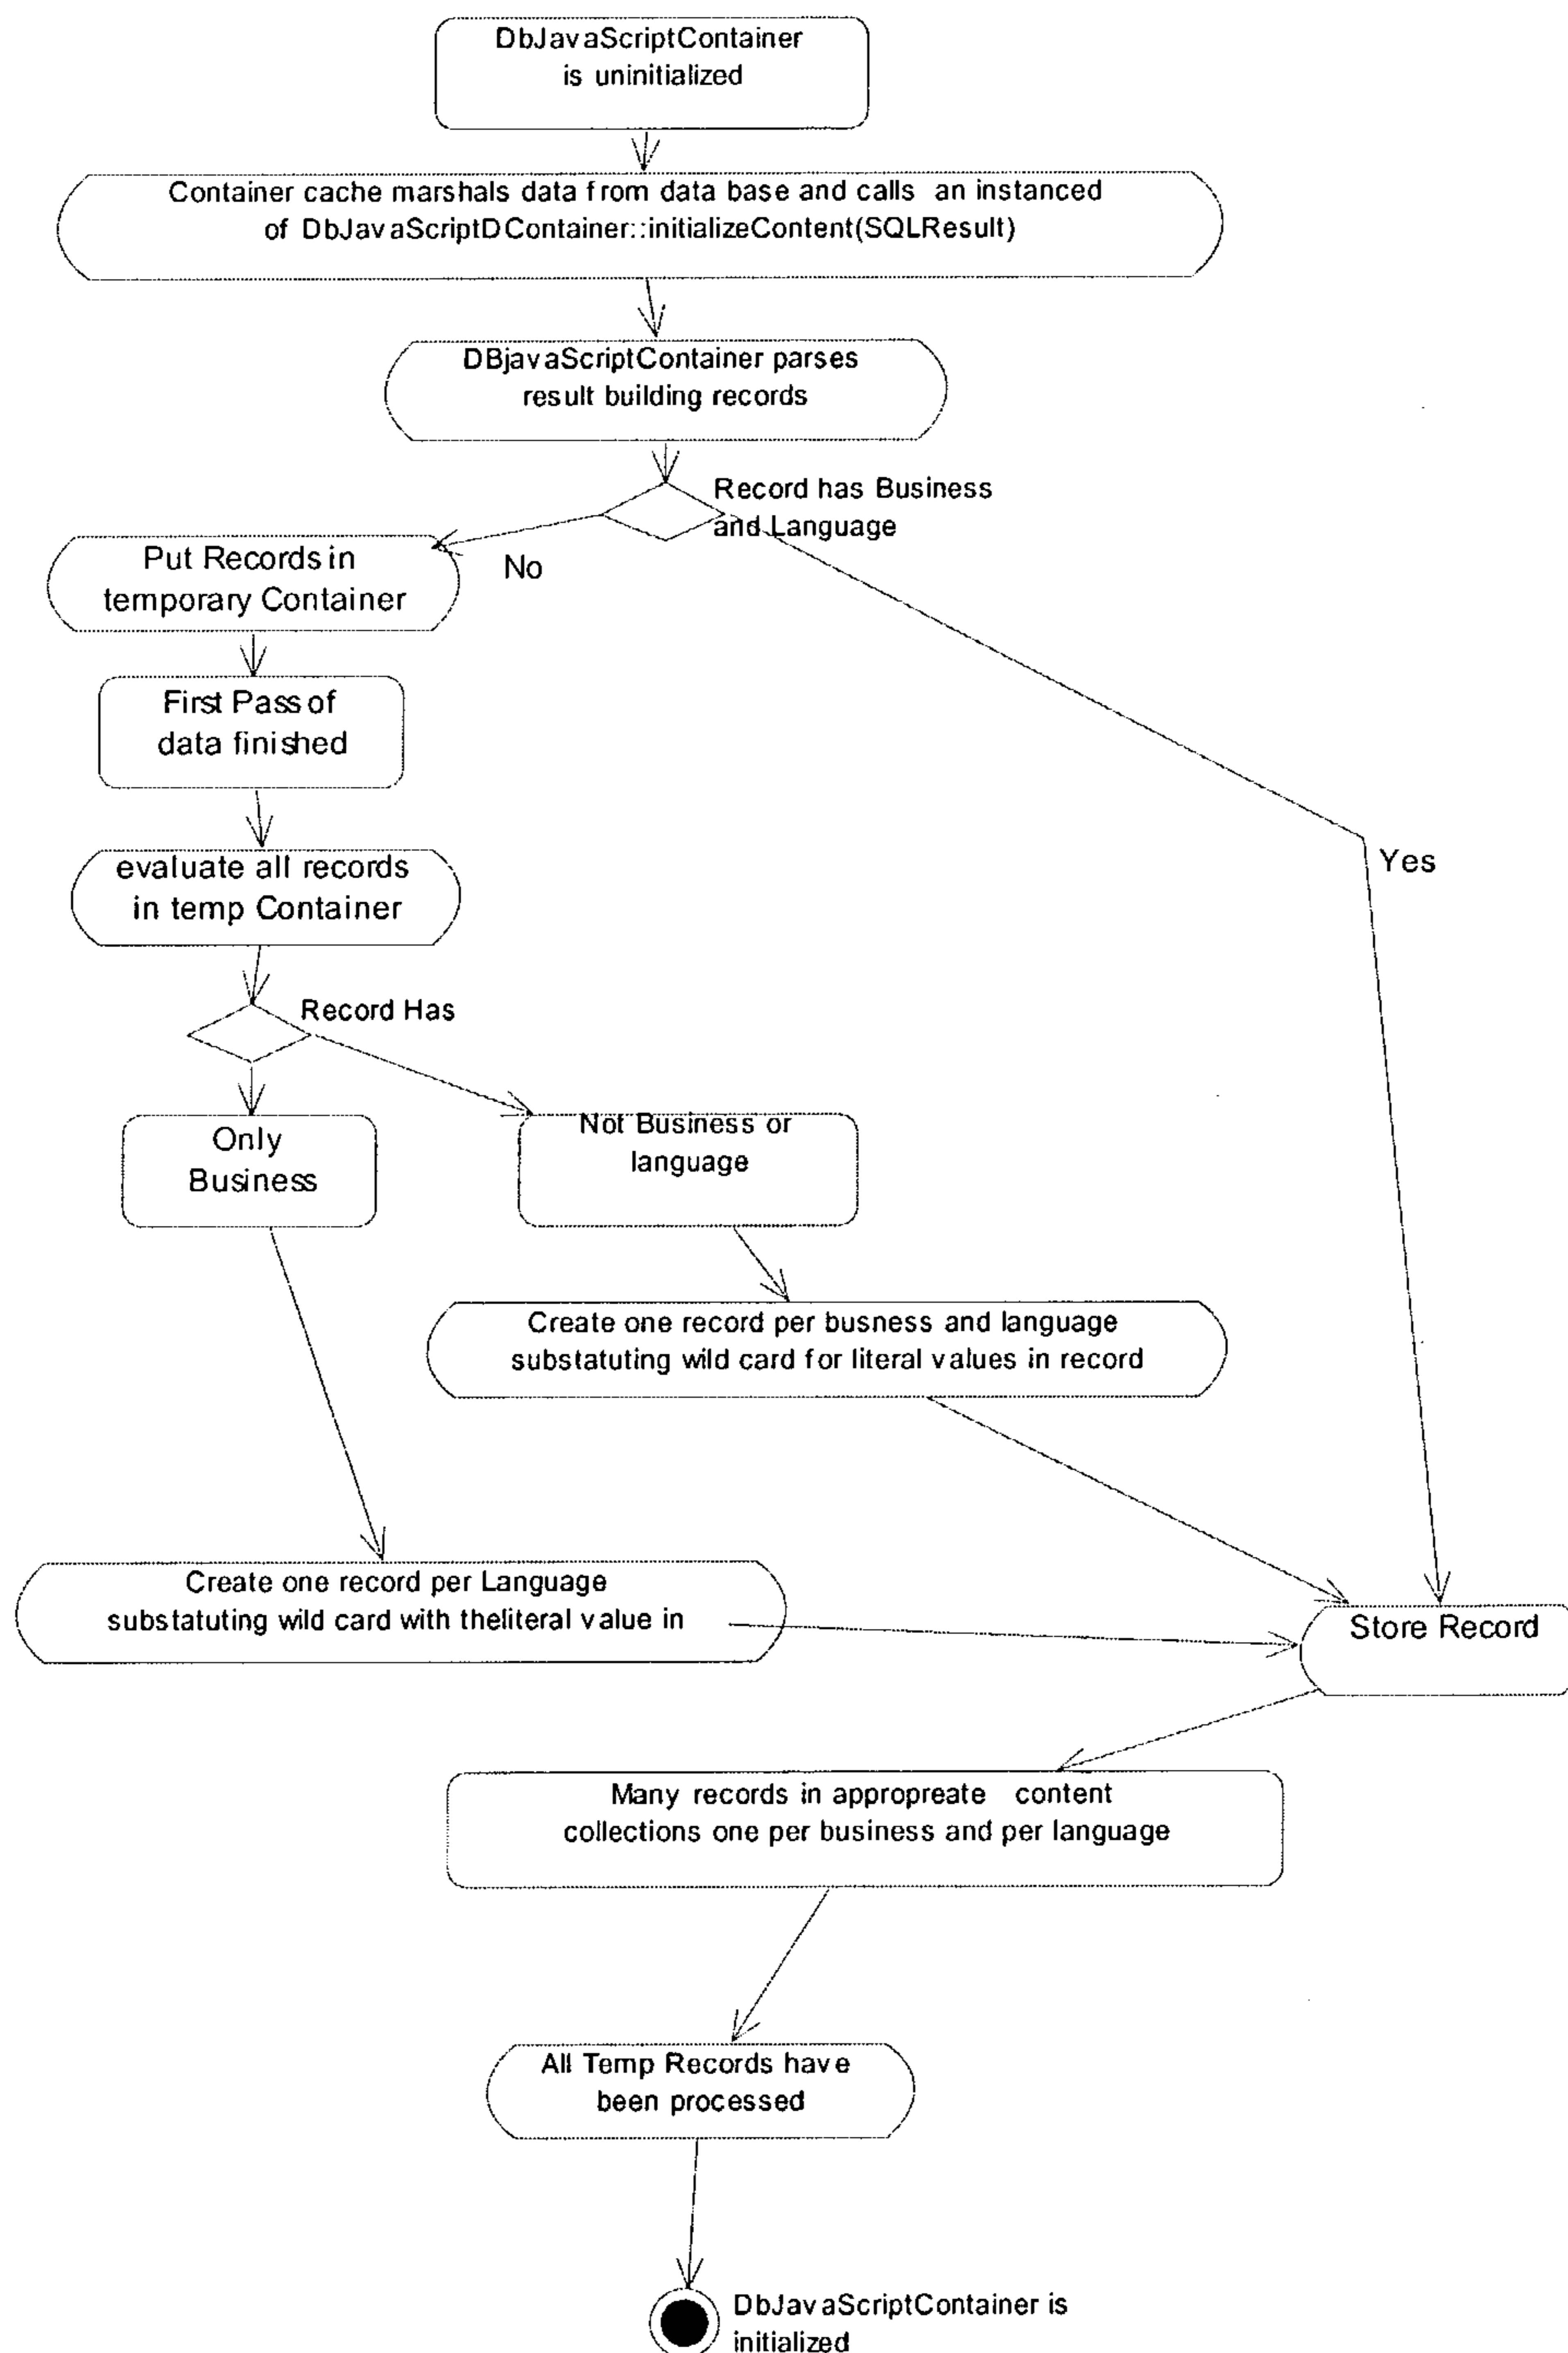 DbJavaScriptContainer
is uninitialized
Container cache marshals data from data base and calls an instanced
of DbJavaScriptDContainer::initializeContent(SQLResult)
DBjavaScriptContainer parses
result building records
Record has Business
and Language
No
Put Records in
temporary Container
First Pass of
data finished
Yes
evaluate all records
in temp Container
Record Has
Only
Business
Not Business or
language
Create one record per busness and language
substatuting wild card for literal values in record
Create one record per Language
substatuting wild card with theliteral value in
Store Record
Many records in appropreate content
collections one per business and per language
All Temp Records have
been processed
DbJavaScriptContainer is
initialized